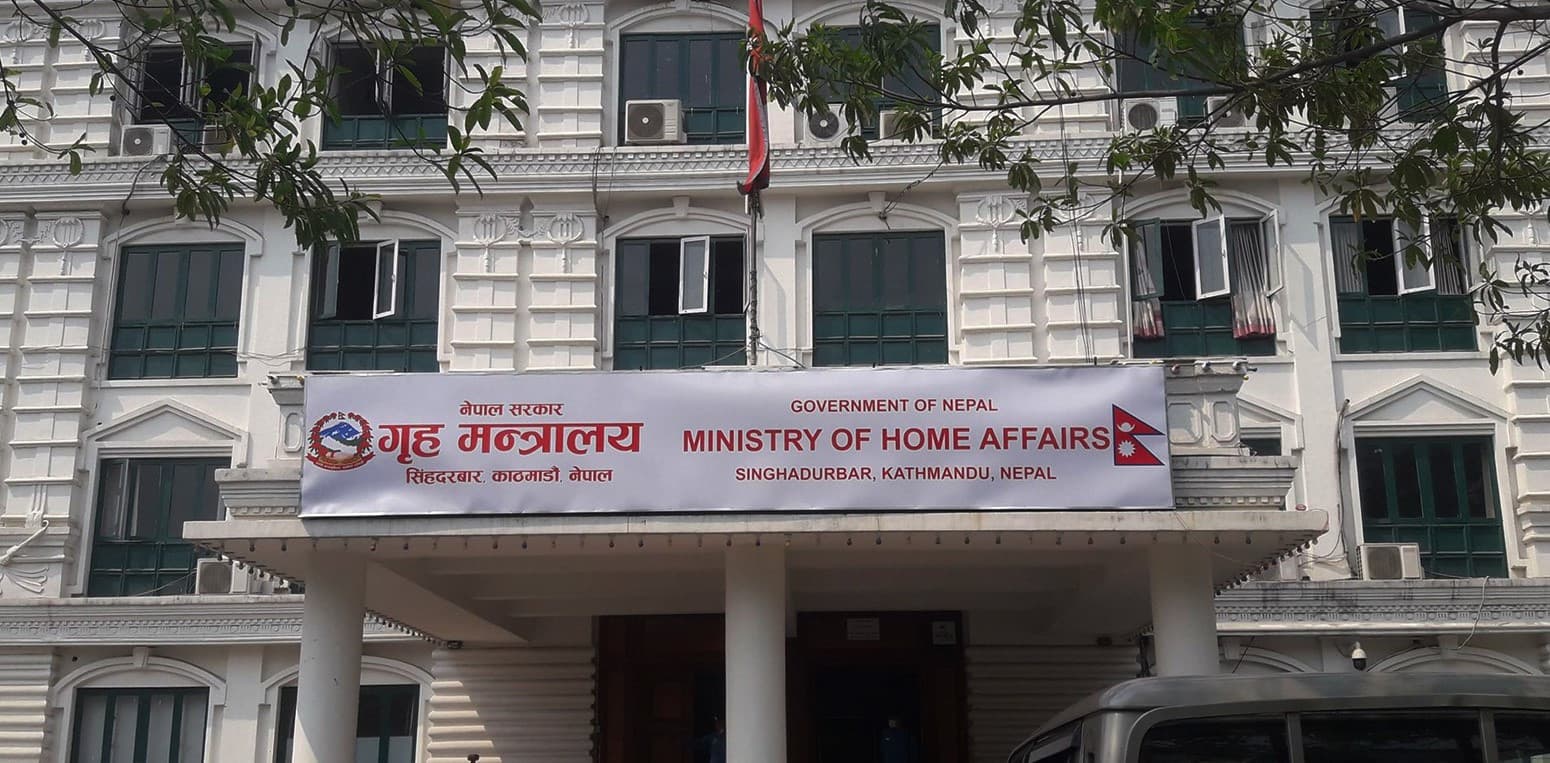 नेपाल सरकार
गृह मन्त्रालय
सिंहदरबार, काठमाडौं, नेपाल
GOVERNMENT OF NEPAL
MINISTRY OF HOME AFFAIRS
SINGHADURBAR, KATHMANDU, NEPAL